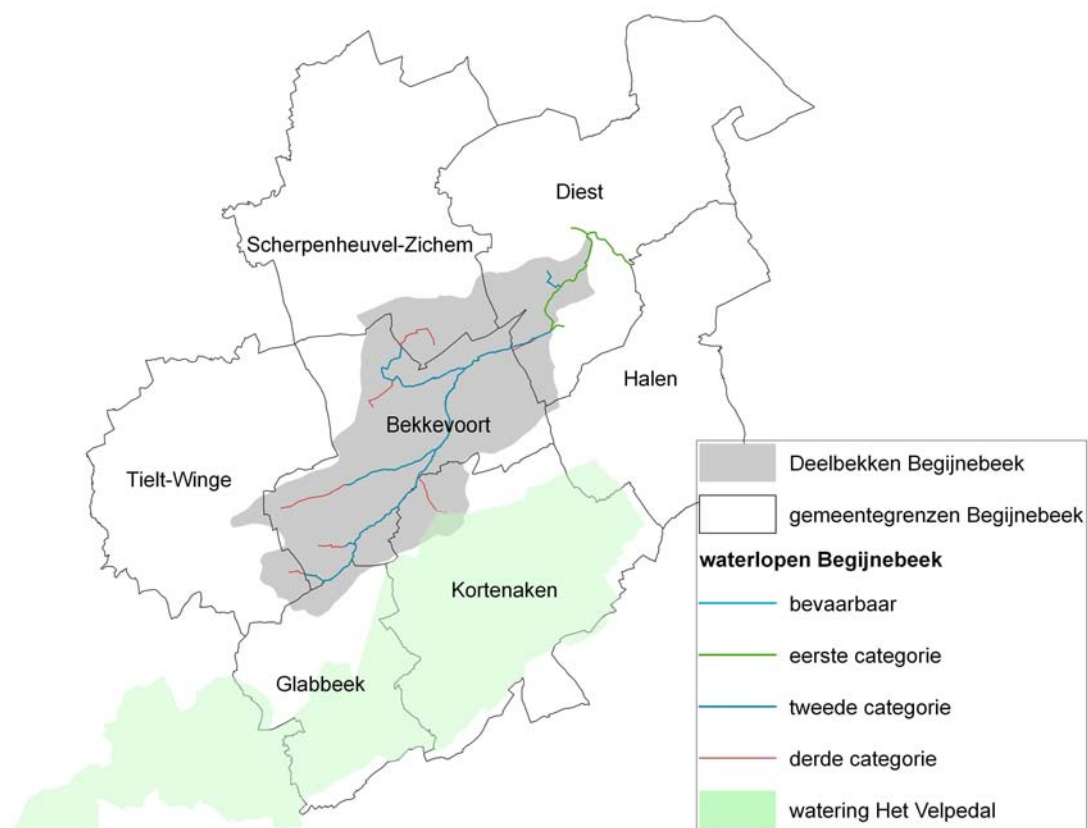 Diest
Scherpenheuvel-Zichem
Halen
Bekkevoort
Tielt-Winge
Kortenaken
Glabbeek
Deelbekken Begijnebeek
gemeentegrenzen Begijnebeek
waterlopen Begijnebeek
bevaarbaar
eerste categorie
tweede categorie
derde categorie
watering Het Velpedal